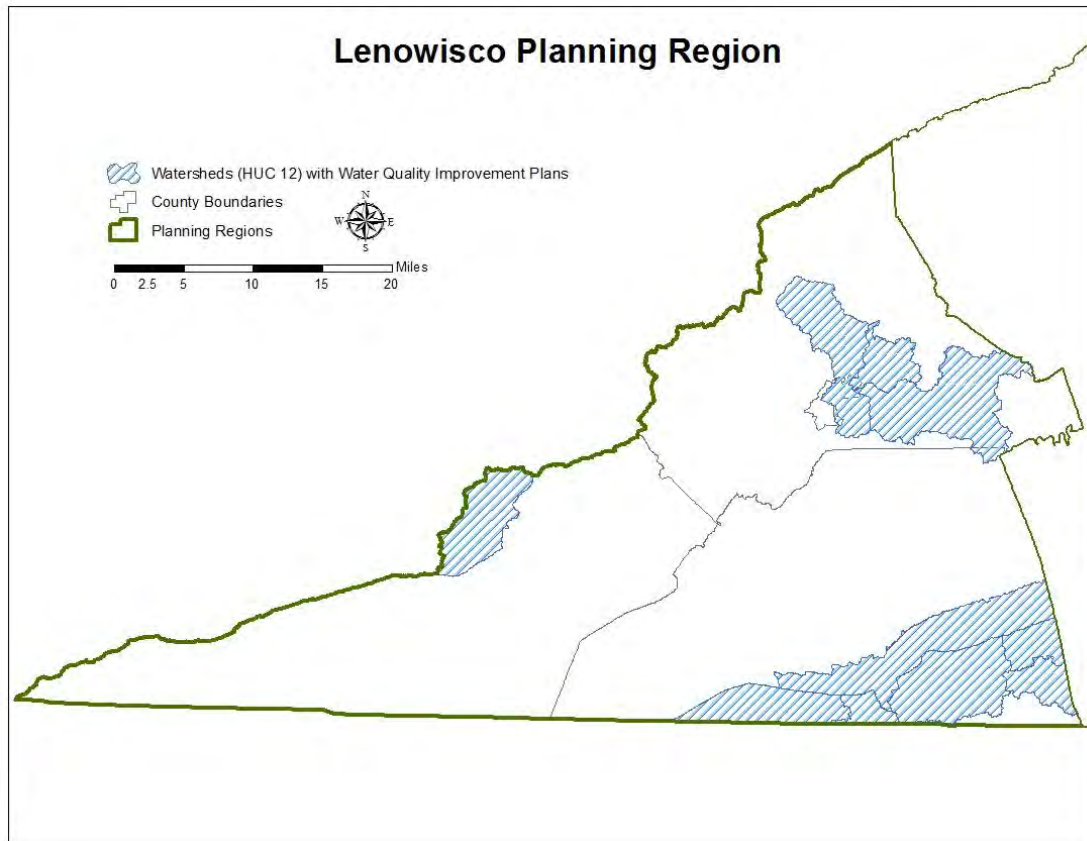 Lenowisco Planning Region
Watersheds (HUC 12) with Water Quality Improvement Plans
County Boundaries
Planning Regions
N
W E
S
Miles
0 2.5 5 10 15 20